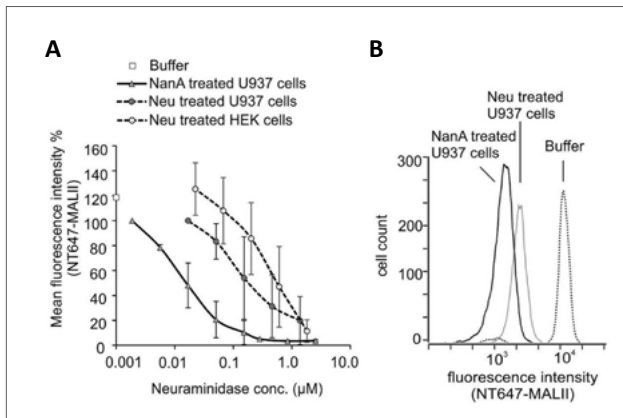 A
Buffer
NanA treated U937 cells
Neu treated U937 cells
Neu treated HEK cells
Mean fluorescence intensity %
(NT647-MALII)
160
140
120
100
80
60
40
20
0
0.001
0.01
0.1
1.0
10.0
Neuraminidase conc. (µM)
B
Neu treated
U937 cells
NanA treated
U937 cells
Buffer
cell count
300
200
100
0
10³
10⁴
fluorescence intensity
(NT647-MALII)